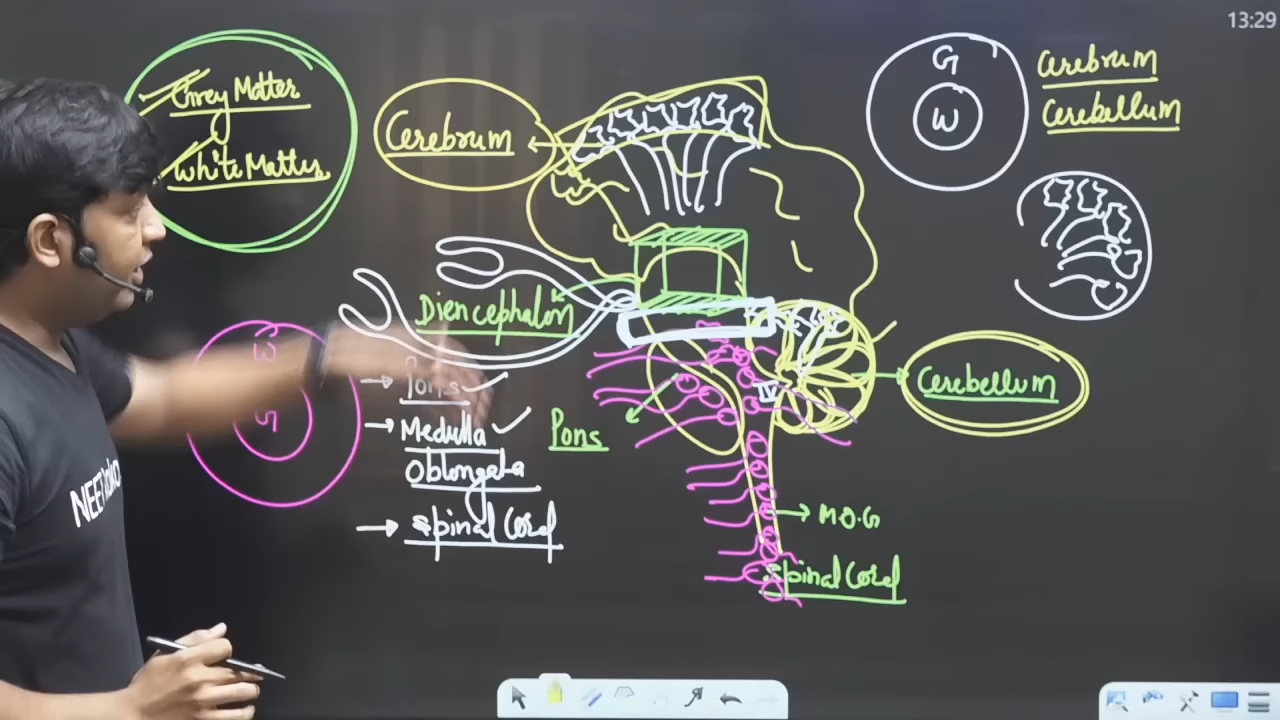 13:29
Grey Matter
White Matter
Cerebrum
G
W
Cerebrum
Cerebellum
Diencephalon
Pons
Medulla
Oblongata
Spinal Cord
Pons
IV
Cerebellum
M.O.G
Spinal Cord